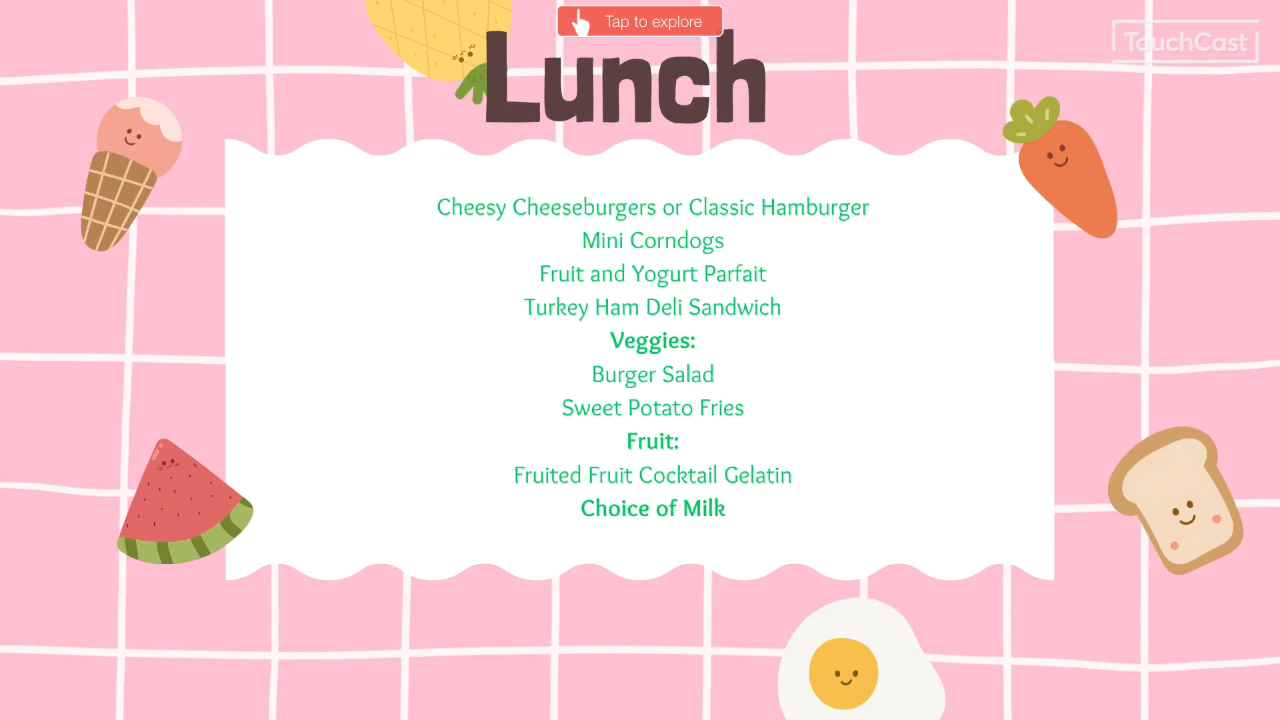 Tap to explore
TouchCast
Lunch
Cheesy Cheeseburgers or Classic Hamburger
Mini Corndogs
Fruit and Yogurt Parfait
Turkey Ham Deli Sandwich
Veggies:
Burger Salad
Sweet Potato Fries
Fruit:
Fruited Fruit Cocktail Gelatin
Choice of Milk